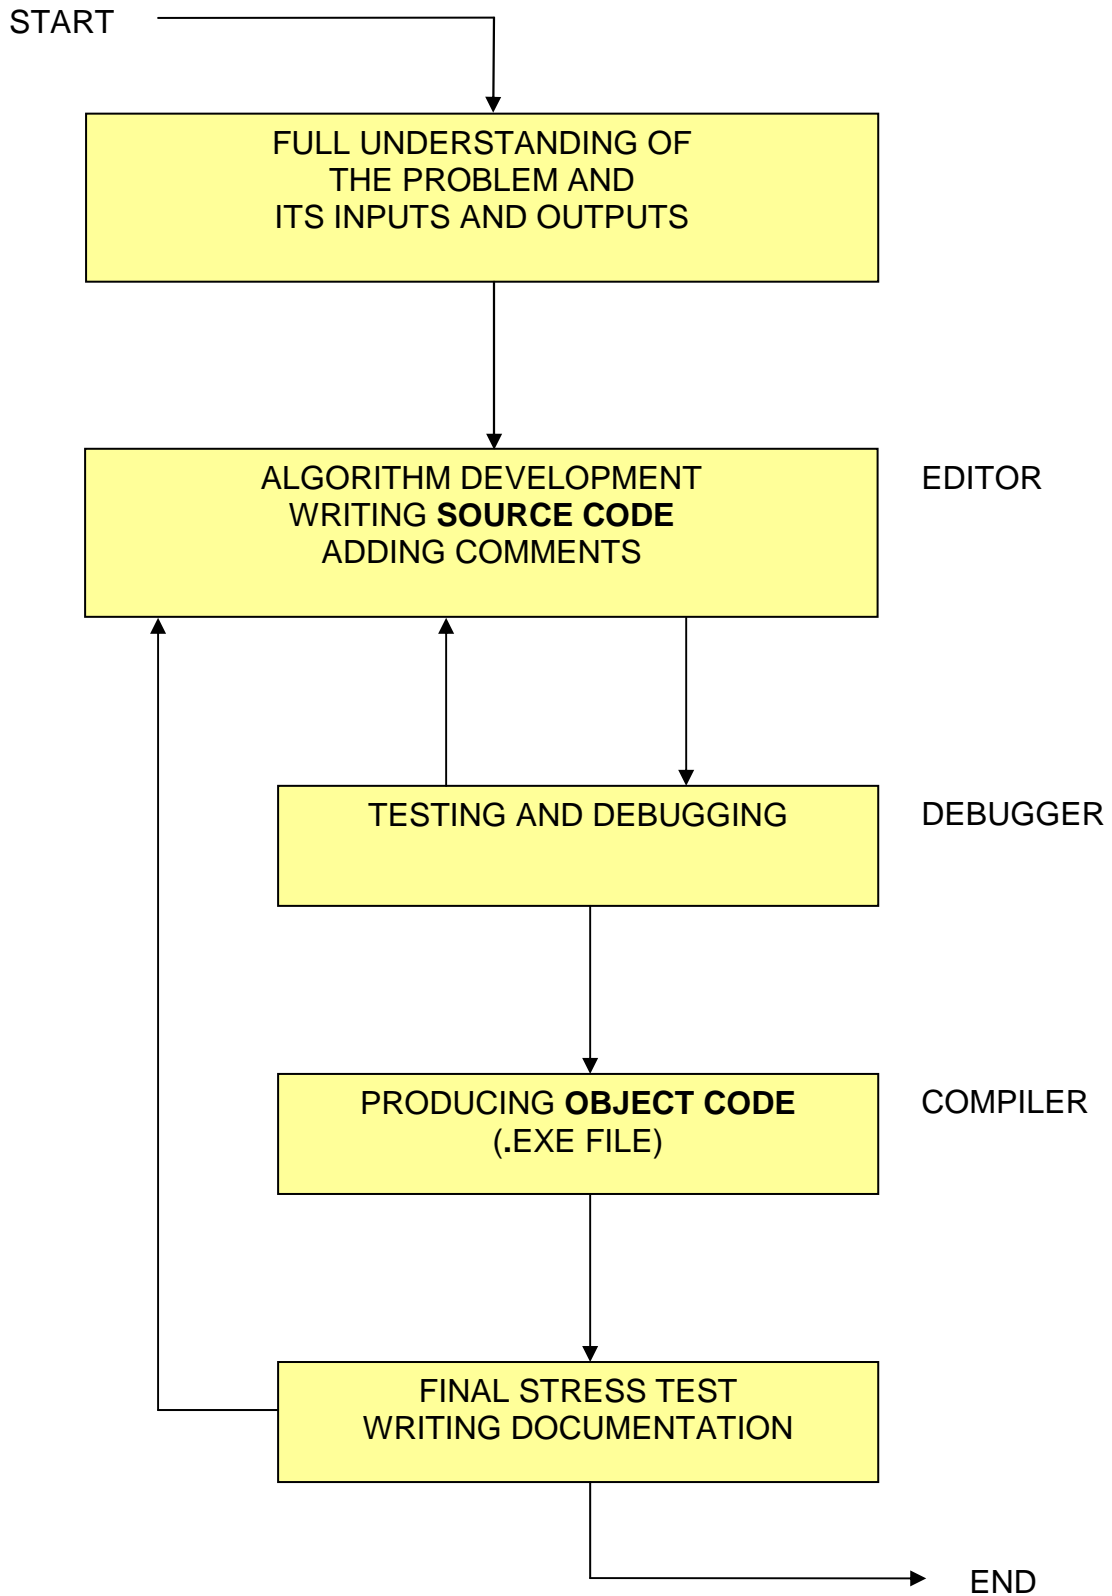 START
FULL UNDERSTANDING OF
THE PROBLEM AND
ITS INPUTS AND OUTPUTS
ALGORITHM DEVELOPMENT
WRITING SOURCE CODE
ADDING COMMENTS
EDITOR
TESTING AND DEBUGGING
DEBUGGER
PRODUCING OBJECT CODE
(.EXE FILE)
COMPILER
FINAL STRESS TEST
WRITING DOCUMENTATION
END